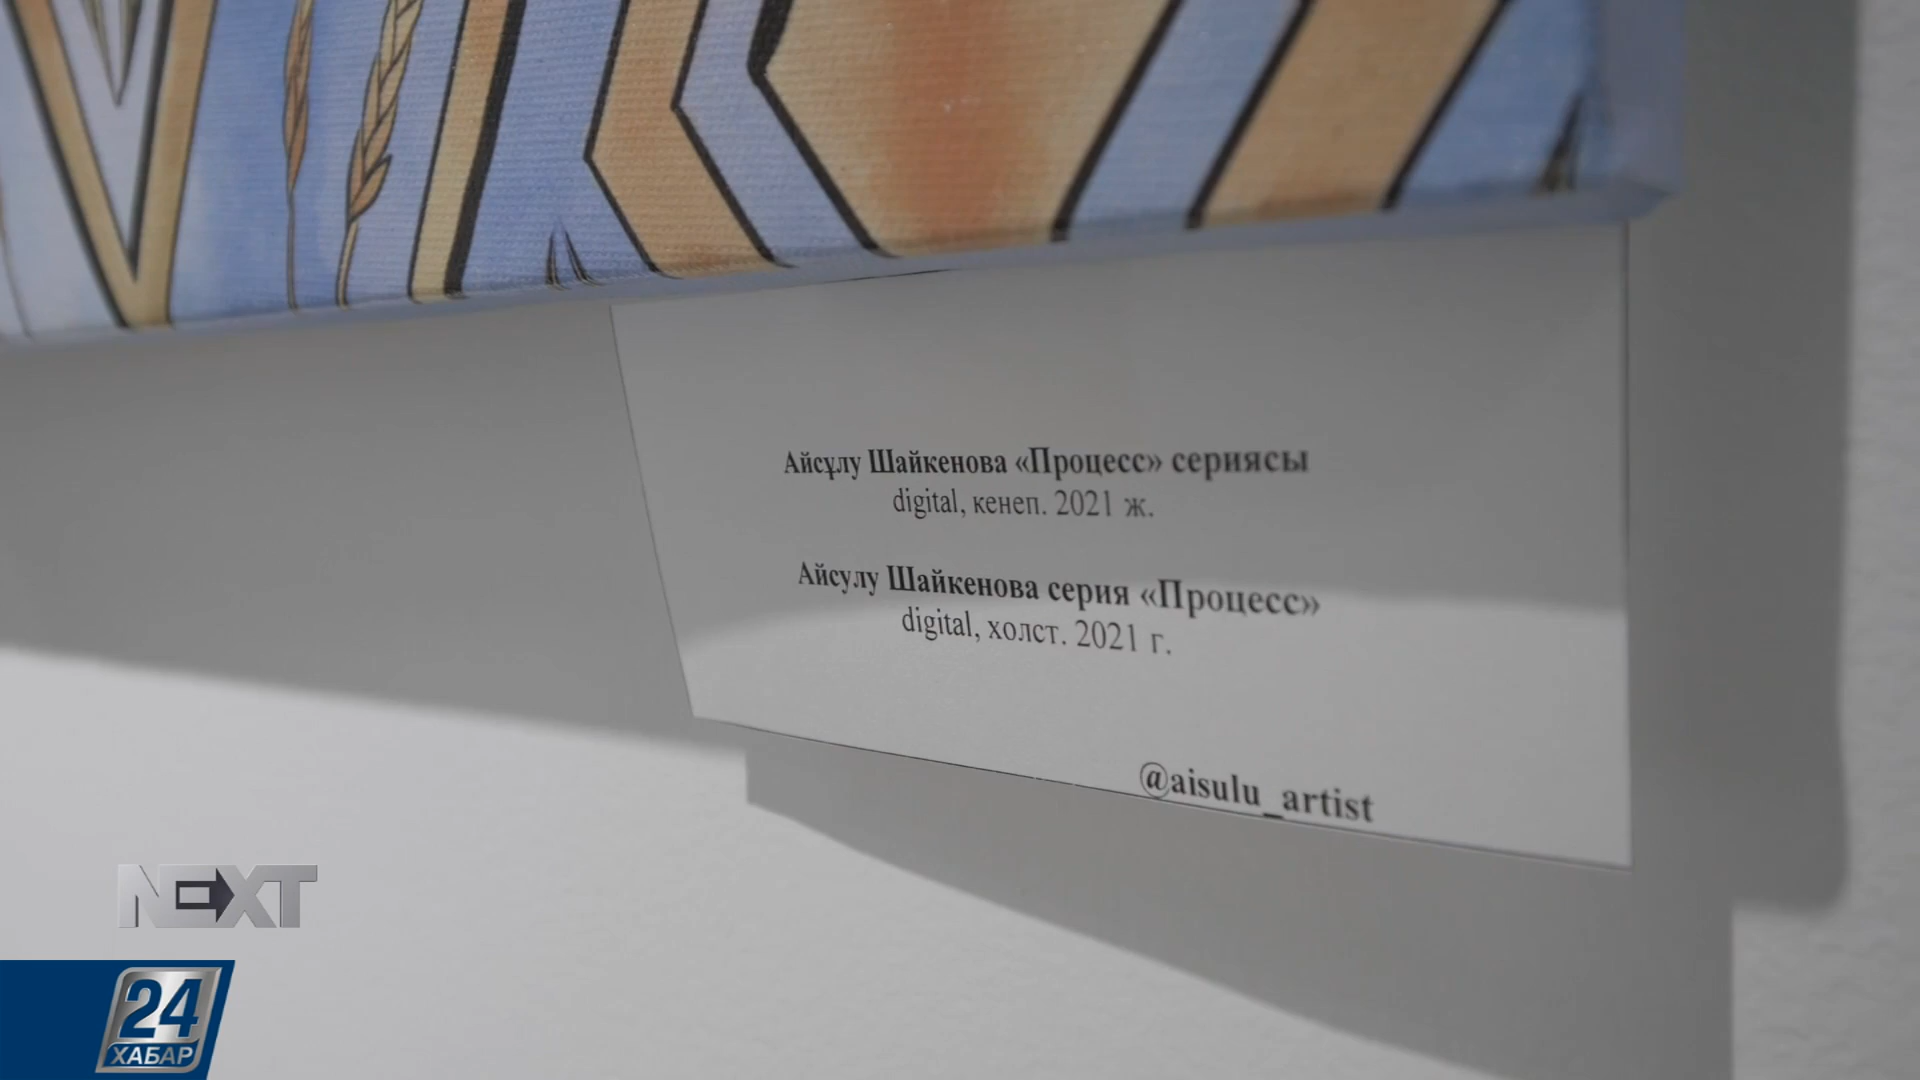 Айсұлу Шайкенова «Процесс» сериясы
digital, кенеп. 2021 ж.
Айсулу Шайкенова серия «Процесс»
digital, холст. 2021 г.
@aisulu_artist
NEXT
24
ХАБАР